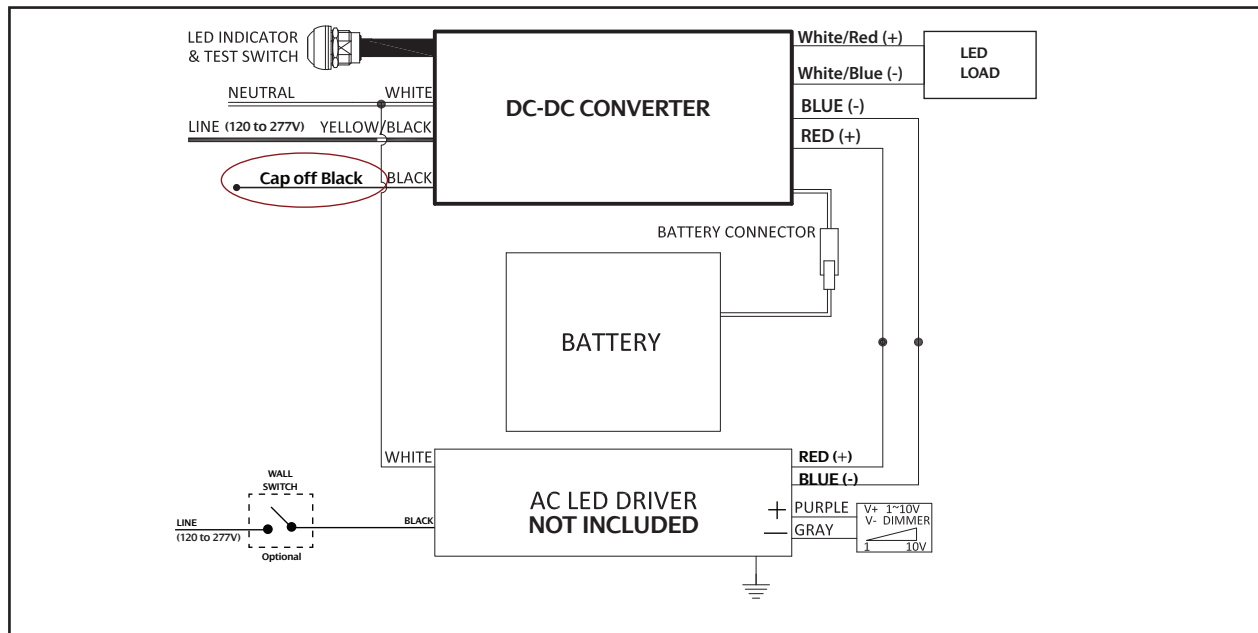 LED INDICATOR
& TEST SWITCH
White/Red (+)
LED
LOAD
White/Blue (-)
NEUTRAL
WHITE
DC-DC CONVERTER
BLUE (-)
LINE (120 to 277V)
YELLOW/BLACK
RED (+)
Cap off Black
BLACK
BATTERY CONNECTOR
BATTERY
WHITE
RED (+)
BLUE (-)
WALL
SWITCH
AC LED DRIVER
NOT INCLUDED
+ PURPLE
V+ 1~10V
V- DIMMER
— GRAY
1 10V
LINE
(120 to 277V)
BLACK
Optional